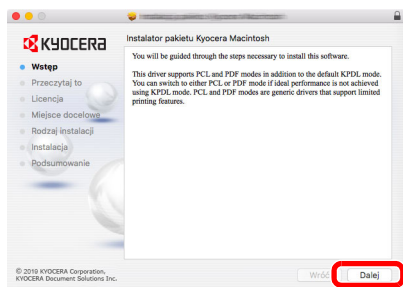 KYOCERA
Instalator pakietu Kyocera Macintosh
Wstęp
Przeczytaj to
Licencja
Miejsce docelowe
Rodzaj instalacji
Instalacja
Podsumowanie
You will be guided through the steps necessary to install this software.
This driver supports PCL and PDF modes in addition to the default KPDL mode.
You can switch to either PCL or PDF mode if ideal performance is not achieved
using KPDL mode. PCL and PDF modes are generic drivers that support limited
printing features.
© 2019 KYOCERA Corporation,
KYOCERA Document Solutions Inc.
Wróć
Dalej